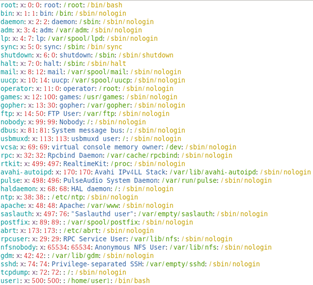 root:x:0:0:root:/root:/bin/bash
bin:x:1:1:bin:/bin:/sbin/nologin
daemon:x:2:2:daemon:/sbin:/sbin/nologin
adm:x:3:4:adm:/var/adm:/sbin/nologin
lp:x:4:7:lp:/var/spool/lpd:/sbin/nologin
sync:x:5:0:sync:/sbin:/bin/sync
shutdown:x:6:0:shutdown:/sbin:/sbin/shutdown
halt:x:7:0:halt:/sbin:/sbin/halt
mail:x:8:12:mail:/var/spool/mail:/sbin/nologin
uucp:x:10:14:uucp:/var/spool/uucp:/sbin/nologin
operator:x:11:0:operator:/root:/sbin/nologin
games:x:12:100:games:/usr/games:/sbin/nologin
gopher:x:13:30:gopher:/var/gopher:/sbin/nologin
ftp:x:14:50:FTP User:/var/ftp:/sbin/nologin
nobody:x:99:99:Nobody:/:/sbin/nologin
dbus:x:81:81:System message bus:/:/sbin/nologin
usbmuxd:x:113:113:usbmuxd user:/:/sbin/nologin
vcsa:x:69:69:virtual console memory owner:/dev:/sbin/nologin
rpc:x:32:32:Rpcbind Daemon:/var/cache/rpcbind:/sbin/nologin
rtkit:x:499:497:RealtimeKit:/proc:/sbin/nologin
avahi-autoipd:x:170:170:Avahi IPv4LL Stack:/var/lib/avahi-autoipd:/sbin/nologin
pulse:x:498:496:PulseAudio System Daemon:/var/run/pulse:/sbin/nologin
haldaemon:x:68:68:HAL daemon:/:/sbin/nologin
ntp:x:38:38::/etc/ntp:/sbin/nologin
apache:x:48:48:Apache:/var/www:/sbin/nologin
saslauth:x:497:76:"Saslauthd user":/var/empty/saslauth:/sbin/nologin
postfix:x:89:89::/var/spool/postfix:/sbin/nologin
abrt:x:173:173::/etc/abrt:/sbin/nologin
rpcuser:x:29:29:RPC Service User:/var/lib/nfs:/sbin/nologin
nfsnobody:x:65534:65534:Anonymous NFS User:/var/lib/nfs:/sbin/nologin
gdm:x:42:42::/var/lib/gdm:/sbin/nologin
sshd:x:74:74:Privilege-separated SSH:/var/empty/sshd:/sbin/nologin
tcpdump:x:72:72::/:/sbin/nologin
user1:x:500:500::/home/user1:/bin/bash